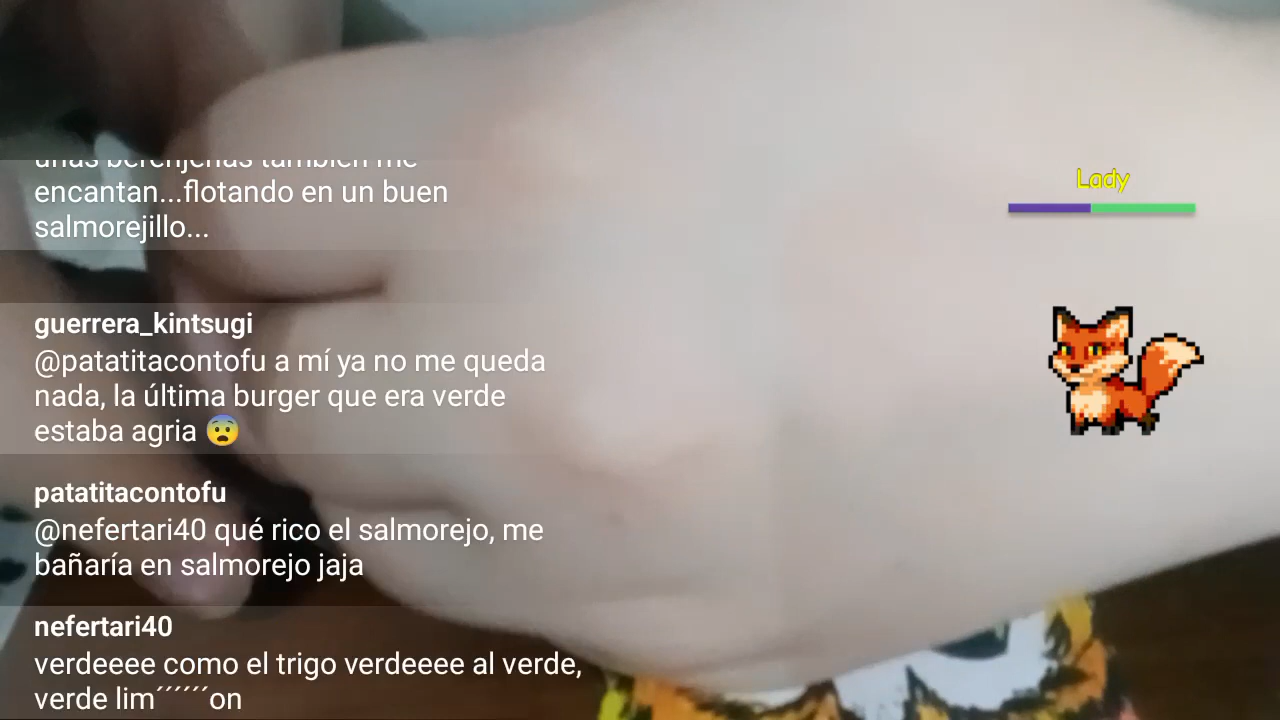 encantan...flotando en un buen
salmorejillo...
guerrera_kintsugi
@patatitacontofu a mí ya no me queda
nada, la última burger que era verde
estaba agria 😨
patatitacontofu
@nefertari40 qué rico el salmorejo, me
bañaría en salmorejo jaja
nefertari40
verdeeee como el trigo verdeeee al verde,
verde lim´´´´´´on
Lady